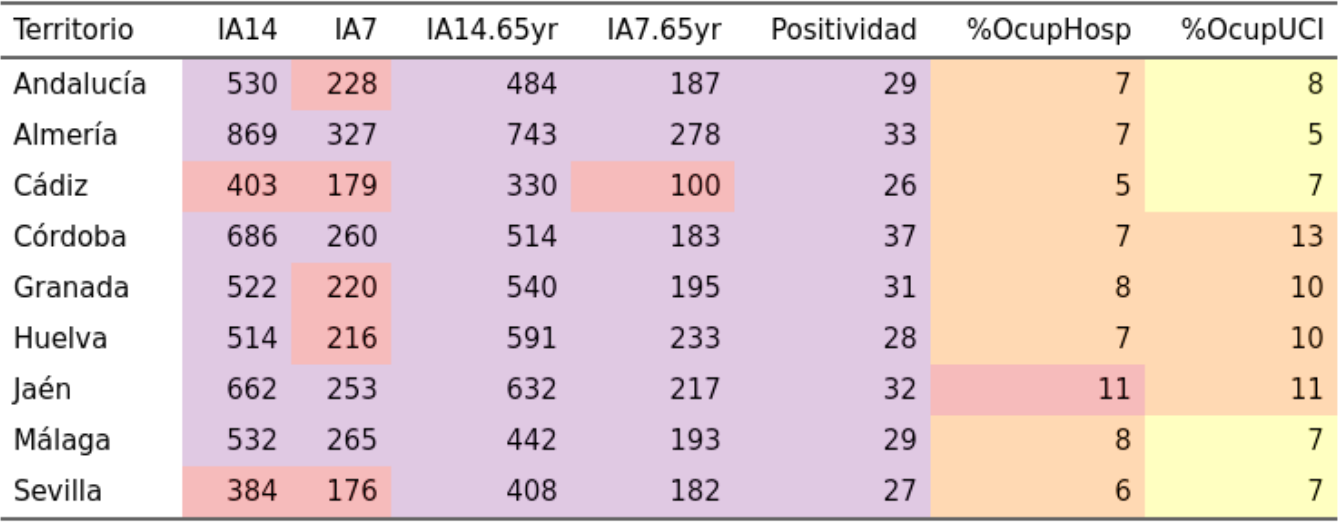 Territorio IA14 IA7 IA14.65yr IA7.65yr Positividad %OcupHosp %OcupUCI
Andalucía 530 228 484 187 29 7 8
Almería 869 327 743 278 33 7 5
Cádiz 403 179 330 100 26 5 7
Córdoba 686 260 514 183 37 7 13
Granada 522 220 540 195 31 8 10
Huelva 514 216 591 233 28 7 10
Jaén 662 253 632 217 32 11 11
Málaga 532 265 442 193 29 8 7
Sevilla 384 176 408 182 27 6 7